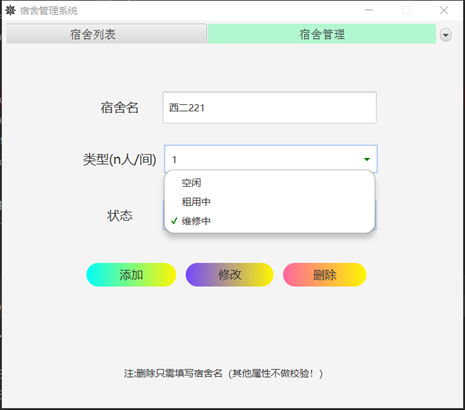 宿舍管理系统
宿舍列表 宿舍管理
宿舍名 西二221
类型(n人/间) 1
空闲
租用中
状态 ✓ 维修中
添加 修改 删除
注:删除只需填写宿舍名（其他属性不做校验！）